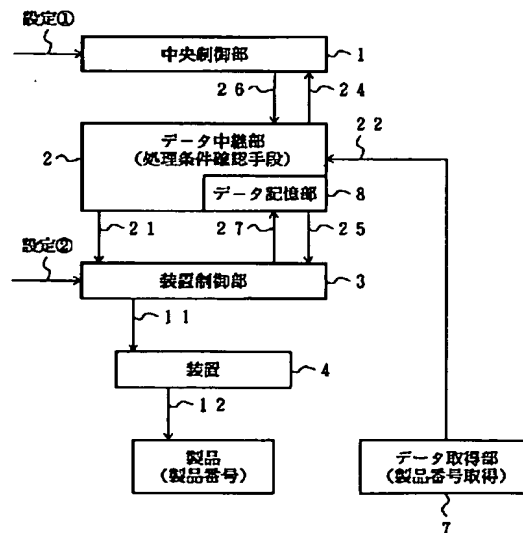 設定①
中央制御部
1
26
24
22
2
データ中継部
(処理条件確認手段)
データ記憶部
8
21
27
25
設定②
装置制御部
3
11
装置
4
12
製品
(製品番号)
データ取得部
(製品番号取得)
7